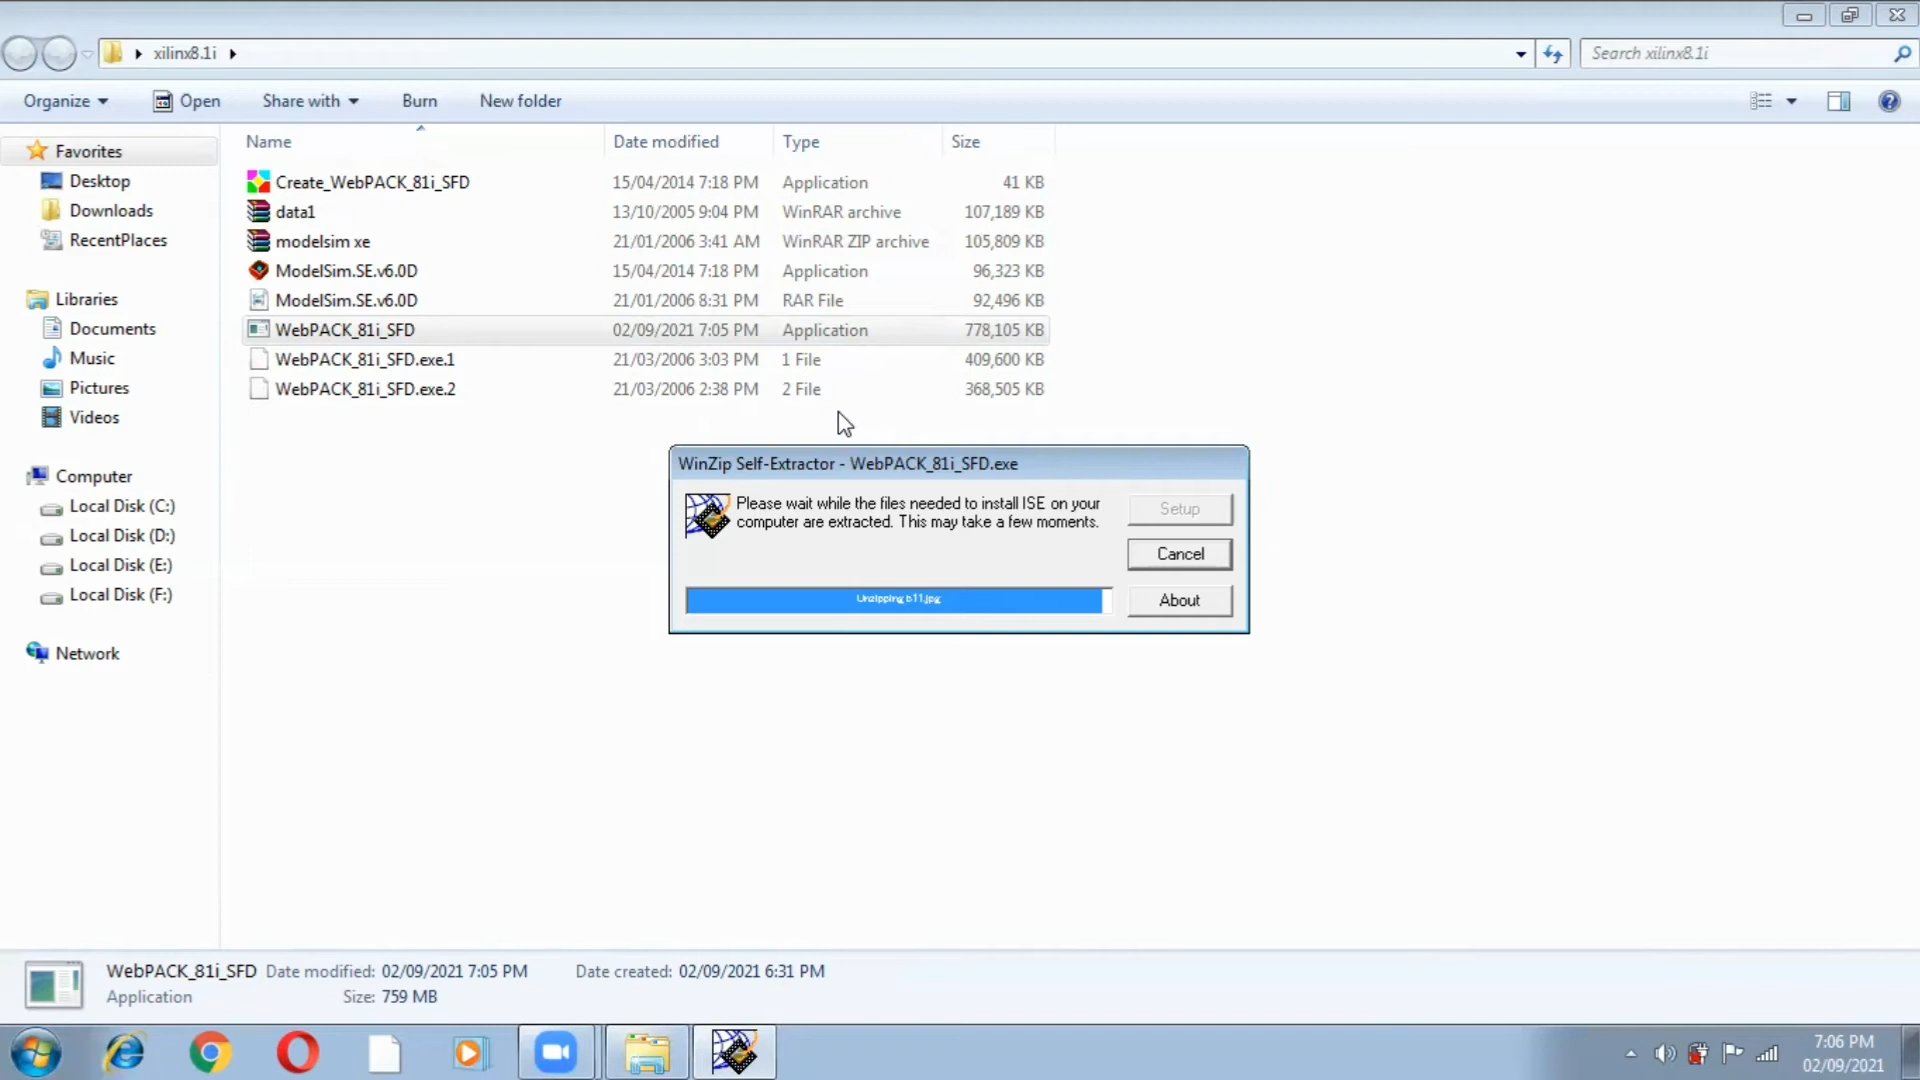 xilinx8.1i
Search xilinx8.1i
Organize Open Share with Burn New folder
Name Date modified Type Size
Favorites
Desktop
Downloads
RecentPlaces
Libraries
Documents
Music
Pictures
Videos
Computer
Local Disk (C:)
Local Disk (D:)
Local Disk (E:)
Local Disk (F:)
Network
Create_WebPACK_81i_SFD 15/04/2014 7:18 PM Application 41 KB
data1 13/10/2005 9:04 PM WinRAR archive 107,189 KB
modelsim xe 21/01/2006 3:41 AM WinRAR ZIP archive 105,809 KB
ModelSim.SE.v6.0D 15/04/2014 7:18 PM Application 96,323 KB
ModelSim.SE.v6.0D 21/01/2006 8:31 PM RAR File 92,496 KB
WebPACK_81i_SFD 02/09/2021 7:05 PM Application 778,105 KB
WebPACK_81i_SFD.exe.1 21/03/2006 3:03 PM 1 File 409,600 KB
WebPACK_81i_SFD.exe.2 21/03/2006 2:38 PM 2 File 368,505 KB
WinZip Self-Extractor - WebPACK_81i_SFD.exe
Please wait while the files needed to install ISE on your
computer are extracted. This may take a few moments.
Setup
Cancel
About
Unzipping b11.jpg
WebPACK_81i_SFD Date modified: 02/09/2021 7:05 PM Date created: 02/09/2021 6:31 PM
Application Size: 759 MB
7:06 PM
02/09/2021